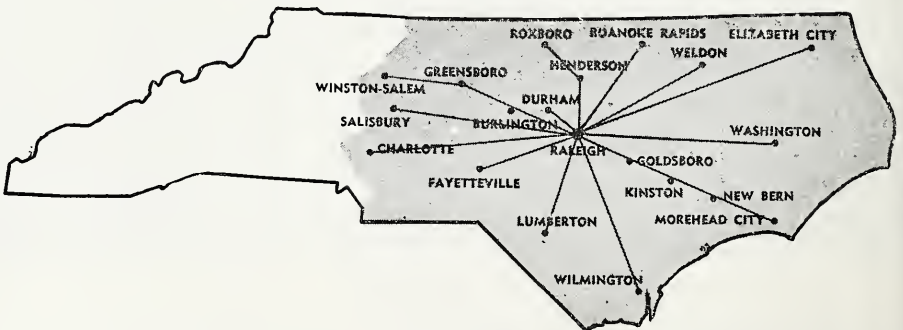 ROXBORO
ROANOKE RAPIDS
ELIZABETH CITY
WELDON
HENDERSON
GREENSBORO
WINSTON-SALEM
DURHAM
SALISBURY
BURLINGTON
WASHINGTON
CHARLOTTE
RALEIGH
GOLDSBORO
FAYETTEVILLE
KINSTON
NEW BERN
LUMBERTON
MOREHEAD CITY
WILMINGTON